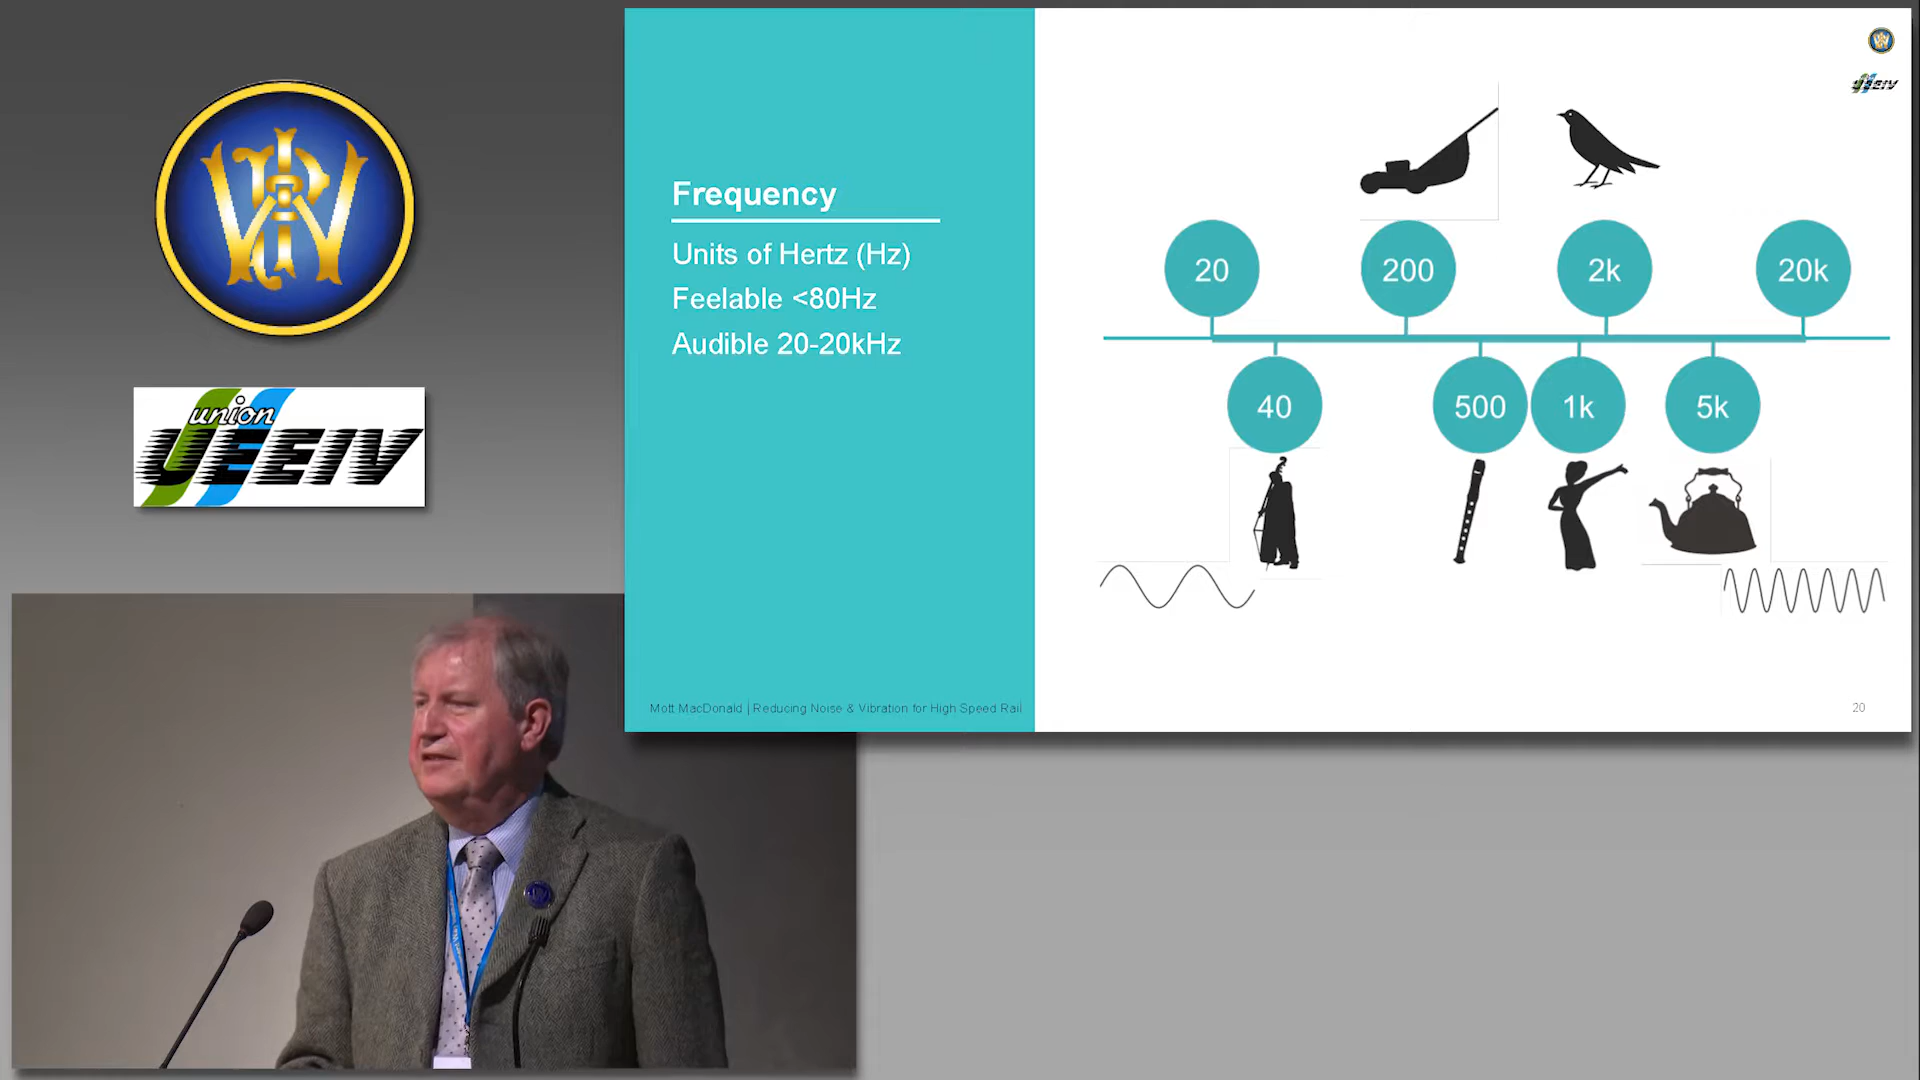 union
UEEIV
Frequency
Units of Hertz (Hz)
Feelable <80Hz
Audible 20-20kHz
20
200
2k
20k
40
500
1k
5k
UEEIV
Mott MacDonald | Reducing Noise & Vibration for High Speed Rail
20